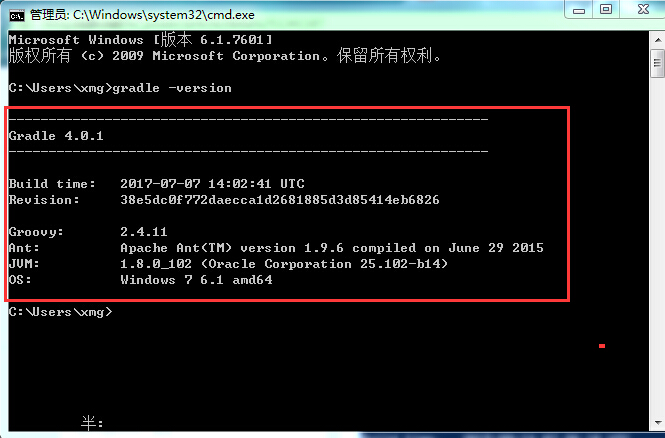 管理员: C:\Windows\system32\cmd.exe
Microsoft Windows [版本 6.1.7601]
版权所有 (c) 2009 Microsoft Corporation。保留所有权利。
C:\Users\xmg>gradle -version
------------------------------------------------------------
Gradle 4.0.1
------------------------------------------------------------
Build time:   2017-07-07 14:02:41 UTC
Revision:     38e5dc0f772daecca1d2681885d3d85414eb6826
Groovy:       2.4.11
Ant:          Apache Ant(TM) version 1.9.6 compiled on June 29 2015
JVM:          1.8.0_102 (Oracle Corporation 25.102-b14)
OS:           Windows 7 6.1 amd64
C:\Users\xmg>
半: